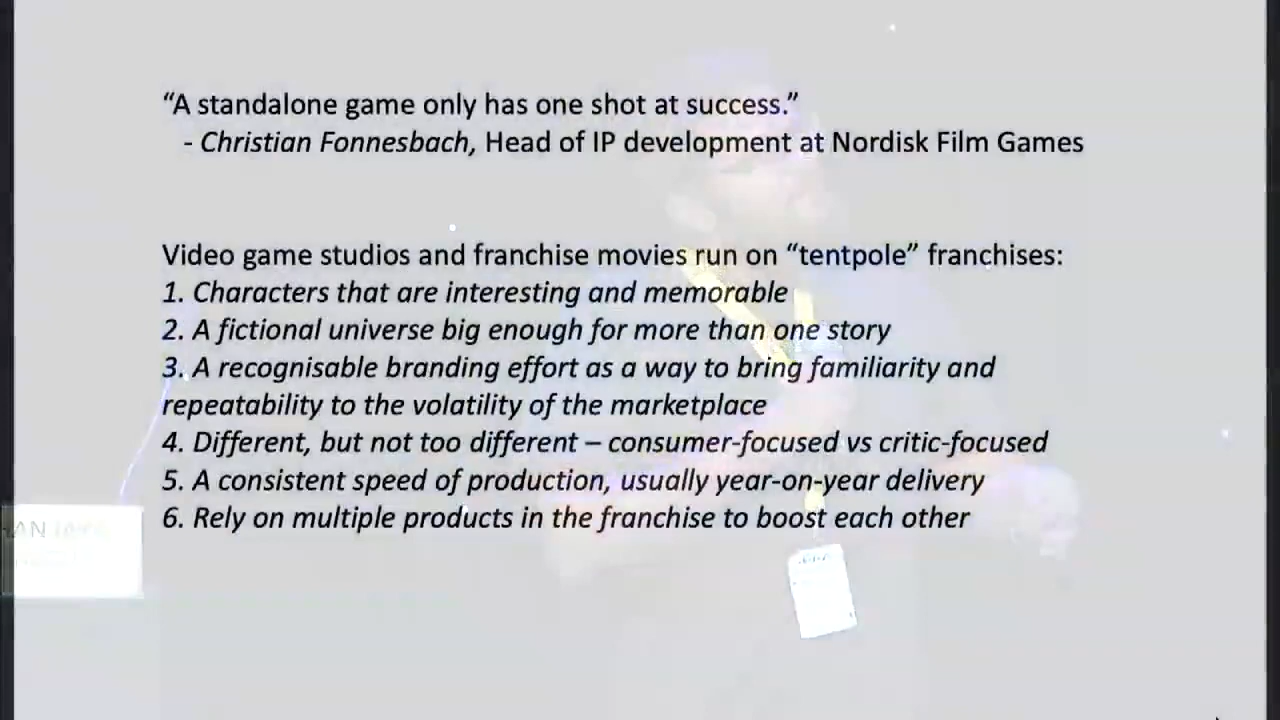 “A standalone game only has one shot at success.”
- Christian Fonnesbach, Head of IP development at Nordisk Film Games
Video game studios and franchise movies run on “tentpole” franchises:
1. Characters that are interesting and memorable
2. A fictional universe big enough for more than one story
3. A recognisable branding effort as a way to bring familiarity and
repeatability to the volatility of the marketplace
4. Different, but not too different – consumer-focused vs critic-focused
5. A consistent speed of production, usually year-on-year delivery
6. Rely on multiple products in the franchise to boost each other